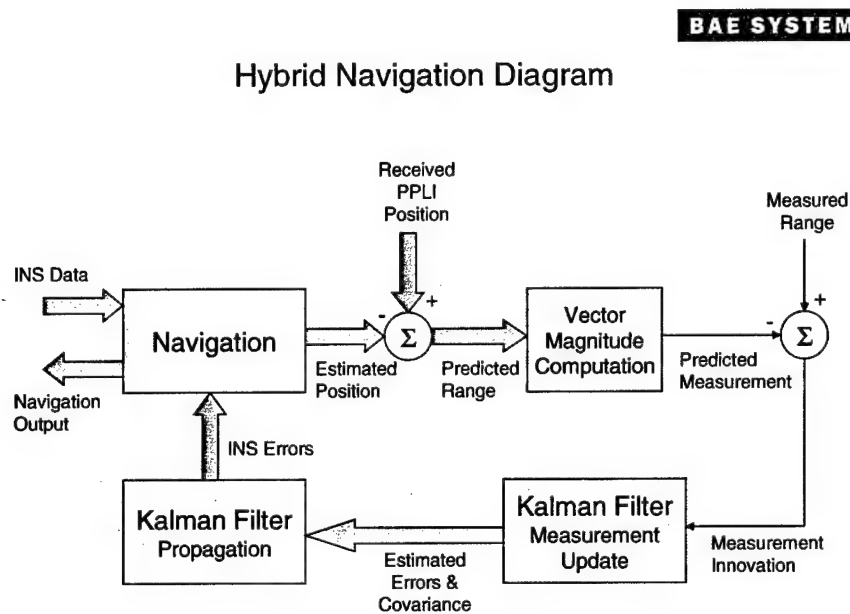 BAE SYSTEM
Hybrid Navigation Diagram
Received
PPLI
Position
Measured
Range
INS Data
- +
- +
Navigation
Σ
Vector
Magnitude
Computation
Σ
Estimated
Position
Predicted
Range
Predicted
Measurement
Navigation
Output
INS Errors
Kalman Filter
Propagation
Kalman Filter
Measurement
Update
Estimated
Errors &
Covariance
Measurement
Innovation